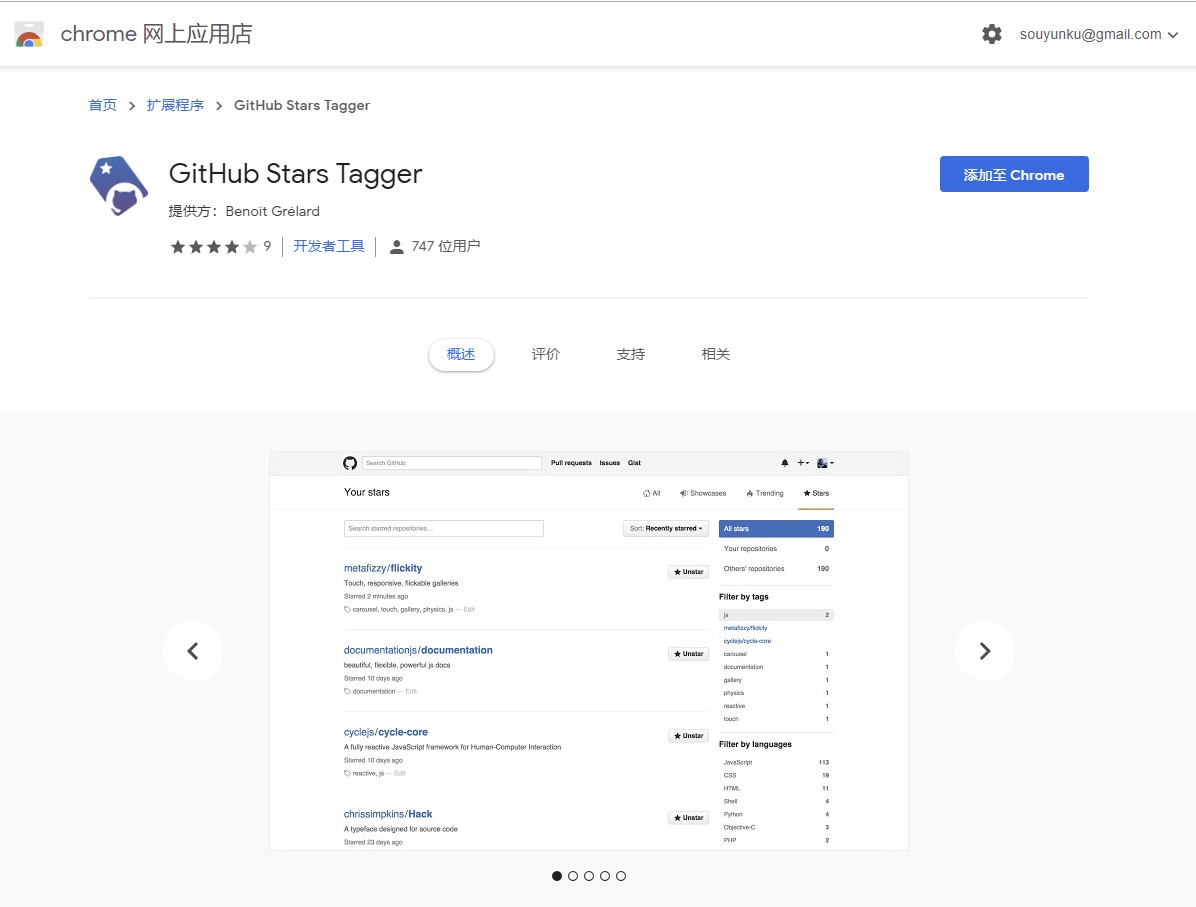 chrome 网上应用店
souyunku@gmail.com
首页 > 扩展程序 > GitHub Stars Tagger
GitHub Stars Tagger
添加至 Chrome
提供方：Benoît Grélard
9 开发者工具 747 位用户
概述 评价 支持 相关
Search GitHub Pull requests Issues Gist
Your stars All Showcases Trending Stars
Search starred repositories... Sort: Recently starred All stars 190
Your repositories 0
metafizzy/flickity Unstar Others' repositories 190
Touch, responsive, flickable galleries
Starred 2 minutes ago Filter by tags
carousel, touch, gallery, physics, js — Edit js 2
metafizzy/flickity
cyclejs/cycle-core
documentationjs/documentation Unstar carousel 1
beautiful, flexible, powerful js docs documentation 1
Starred 10 days ago gallery 1
documentation — Edit physics 1
reactive 1
touch 1
cyclejs/cycle-core Unstar
A fully reactive JavaScript framework for Human-Computer Interaction Filter by languages
Starred 10 days ago JavaScript 113
reactive, js — Edit CSS 19
HTML 11
Shell 4
chrissimpkins/Hack Unstar Python 4
A typeface designed for source code Objective-C 3
Starred 23 days ago PHP 2